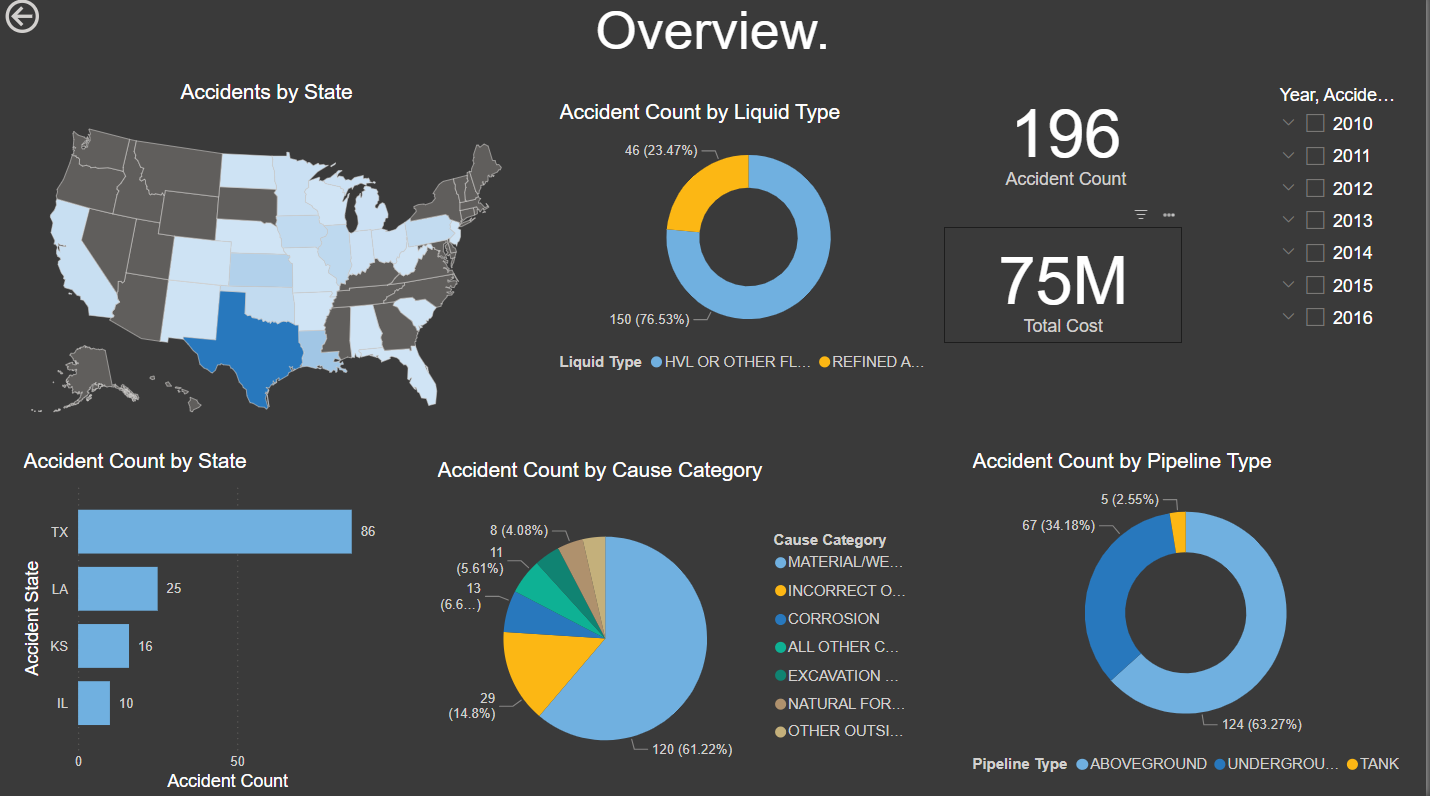 Overview.
Accidents by State
Accident Count by Liquid Type
46 (23.47%)
150 (76.53%)
Liquid Type
HVL OR OTHER FL...
REFINED A...
196
Accident Count
75M
Total Cost
Year, Accide...
2010
2011
2012
2013
2014
2015
2016
Accident Count by State
Accident State
TX
86
LA
25
KS
16
IL
10
0
50
Accident Count
Accident Count by Cause Category
8 (4.08%)
11
(5.61%)
13
(6.6...)
29
(14.8%)
120 (61.22%)
Cause Category
MATERIAL/WE...
INCORRECT O...
CORROSION
ALL OTHER C...
EXCAVATION ...
NATURAL FOR...
OTHER OUTSI...
Accident Count by Pipeline Type
5 (2.55%)
67 (34.18%)
124 (63.27%)
Pipeline Type
ABOVEGROUND
UNDERGROU...
TANK